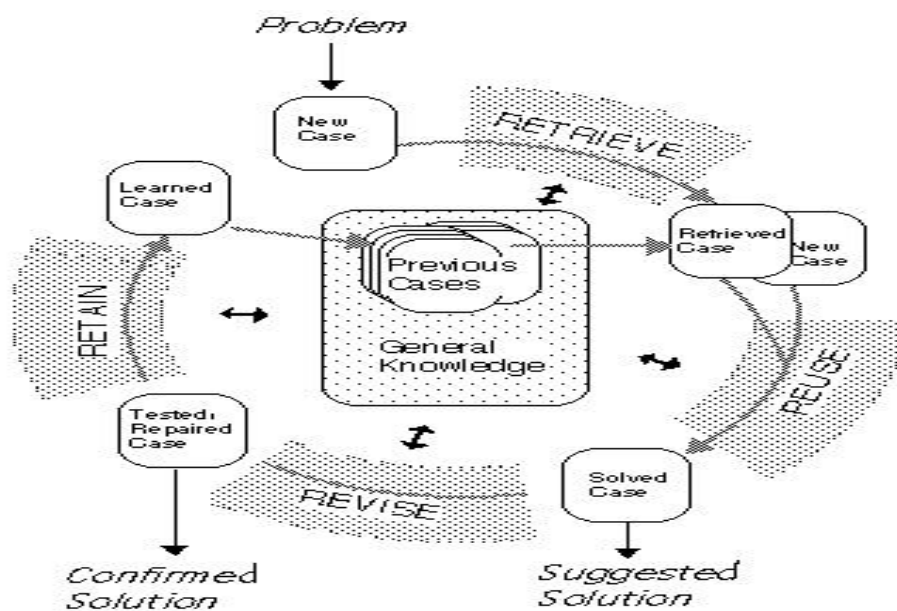 Problem
New
Case
RETRIEVE
Learned
Case
Retrieved
Case
New
Case
Previous
Cases
General
Knowledge
RETAIN
REUSE
Tested/
Repaired
Case
REVISE
Solved
Case
Confirmed
Solution
Suggested
Solution